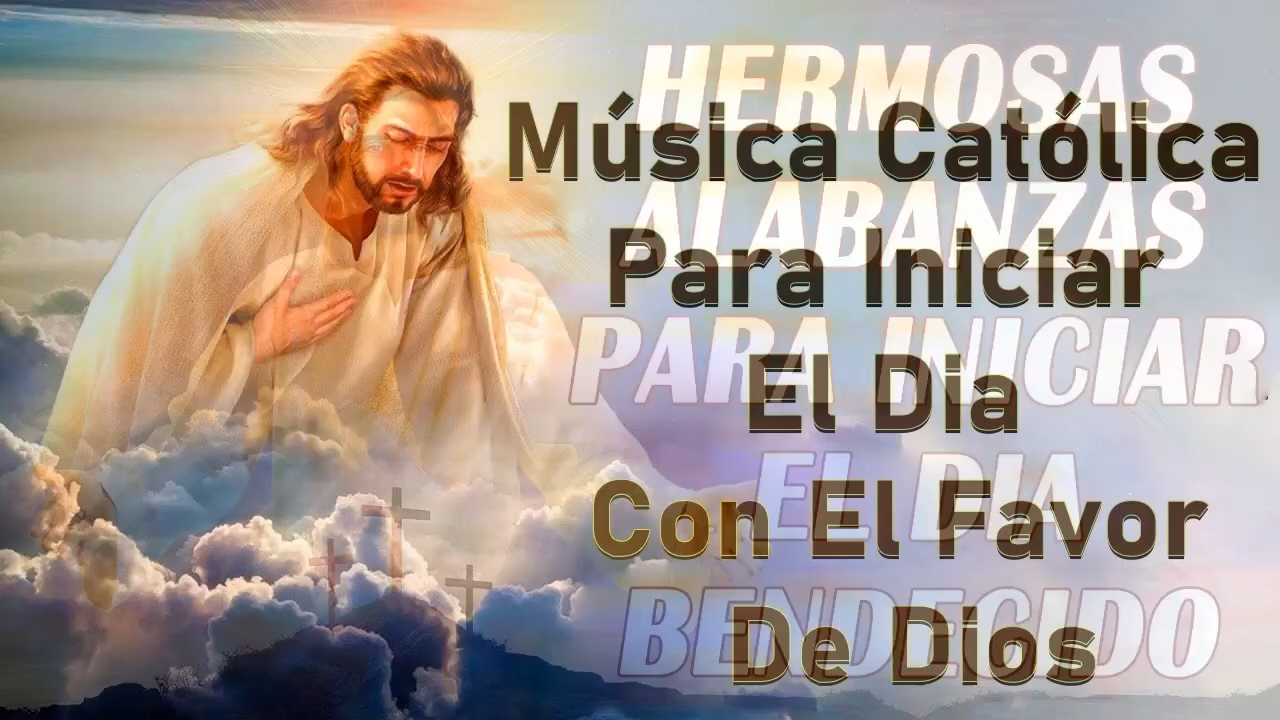 HERMOSAS
Música Católica
ALABANZAS
Para Iniciar
PARA INICIAR
El Dia
EL DIA
Con El Favor
BENDECIDO
De Dios